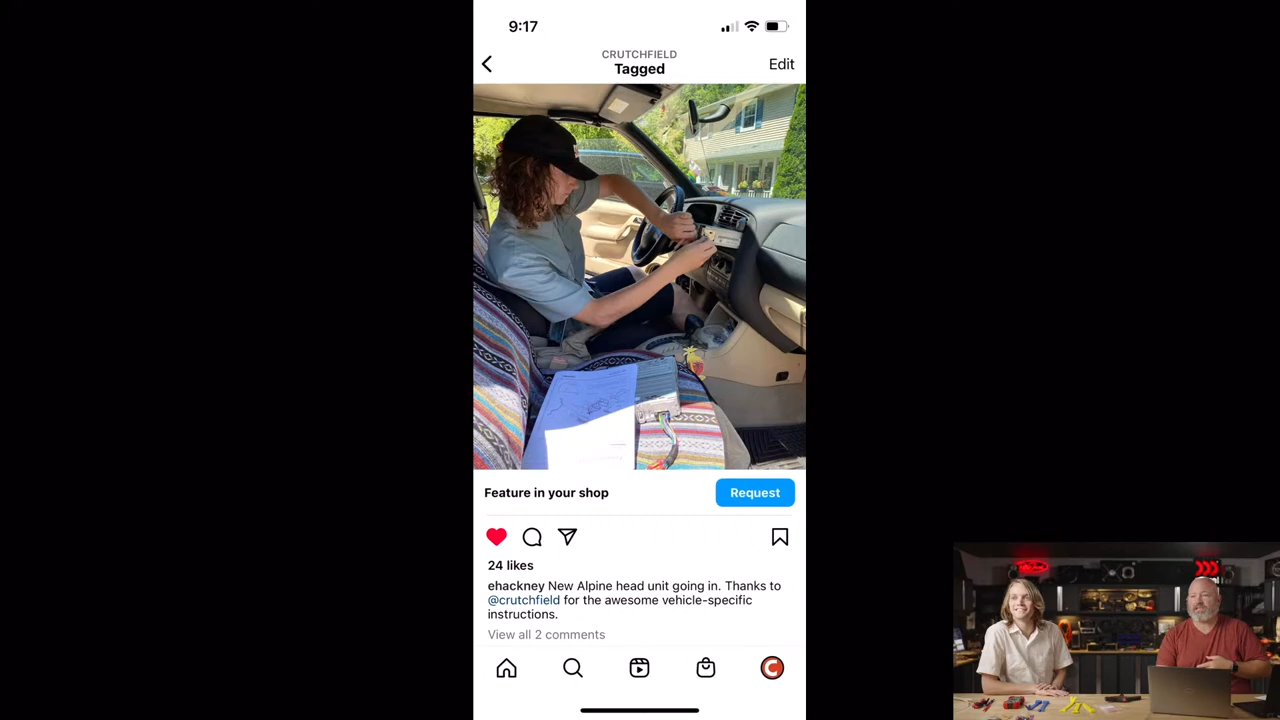 9:17
CRUTCHFIELD
Tagged
Edit
Feature in your shop
Request
24 likes
ehackney New Alpine head unit going in. Thanks to
@crutchfield for the awesome vehicle-specific
instructions.
View all 2 comments
C